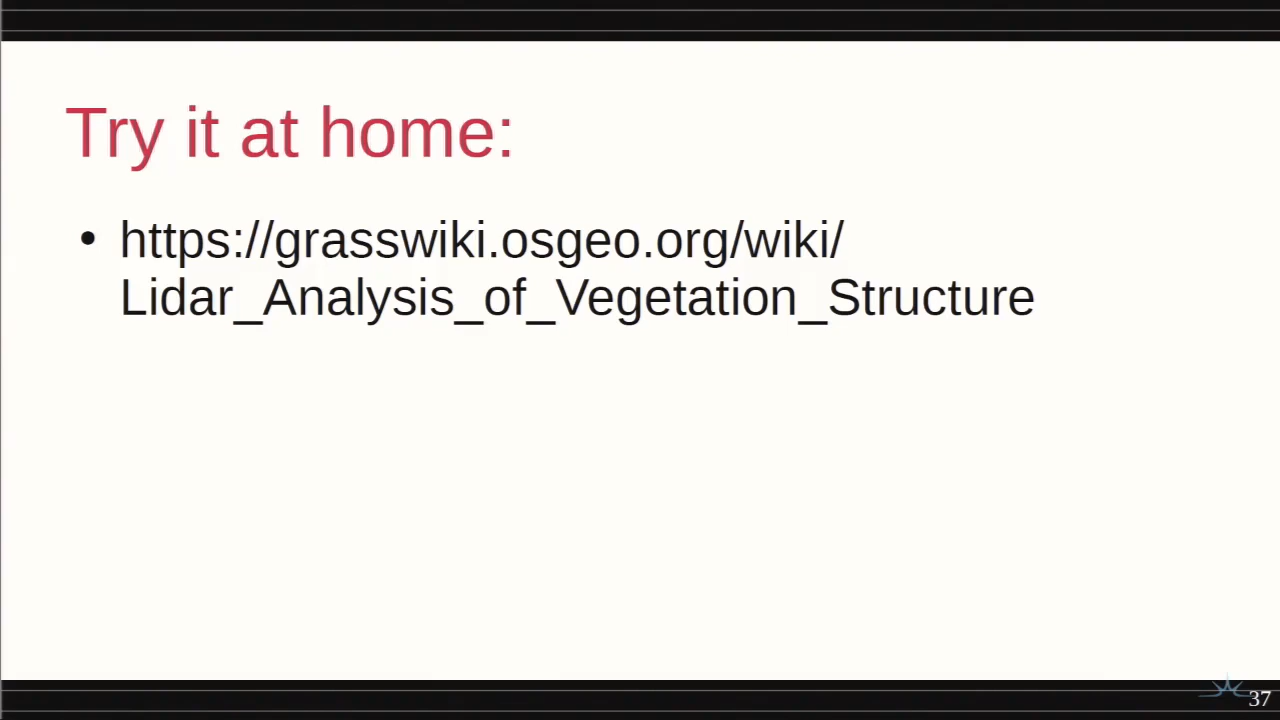 Try it at home:
• https://grasswiki.osgeo.org/wiki/
Lidar_Analysis_of_Vegetation_Structure
37